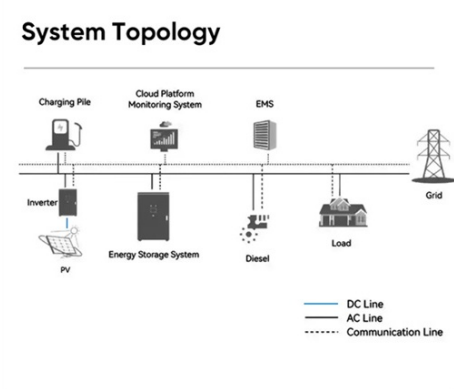 System Topology
Charging Pile
Cloud Platform
Monitoring System
EMS
Grid
Inverter
PV
Energy Storage System
Diesel
Load
DC Line
AC Line
Communication Line